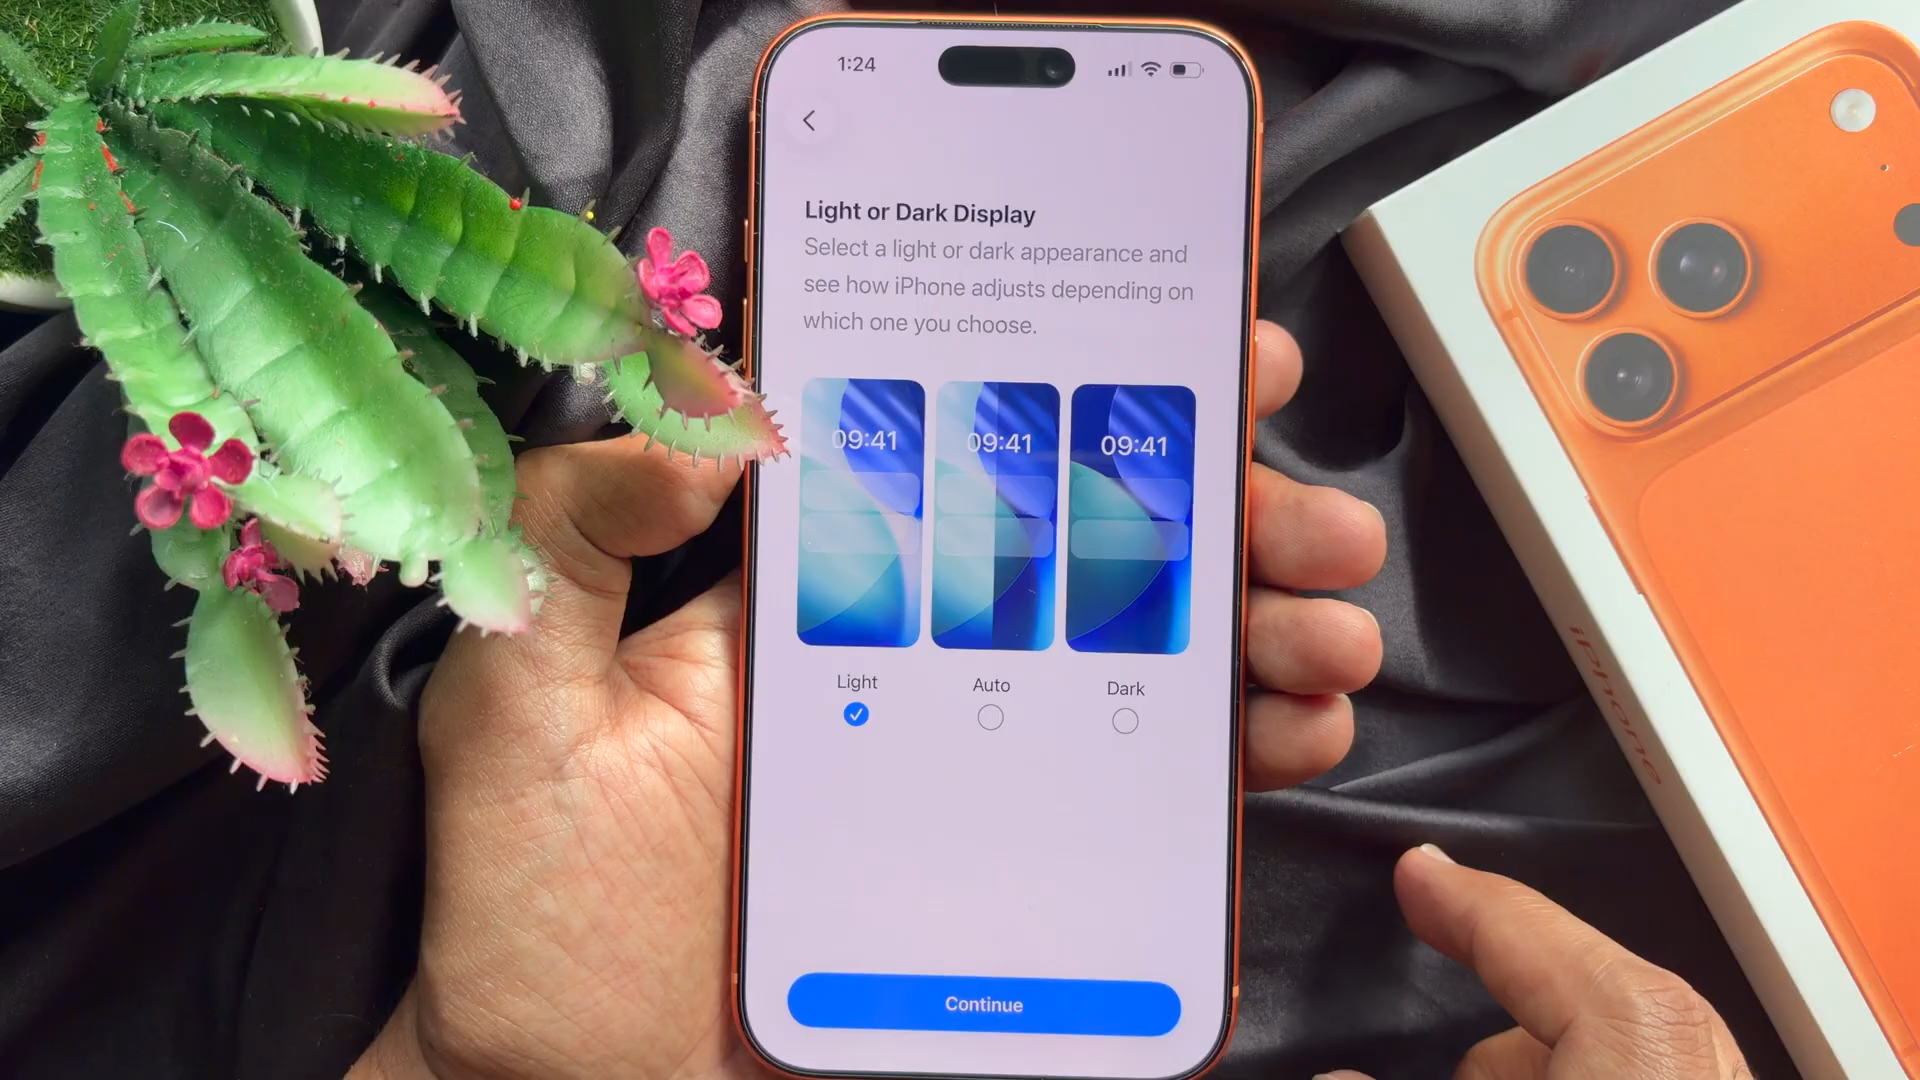 1:24
Light or Dark Display
Select a light or dark appearance and
see how iPhone adjusts depending on
which one you choose.
09:41
09:41
09:41
Light
Auto
Dark
Continue
iPhone